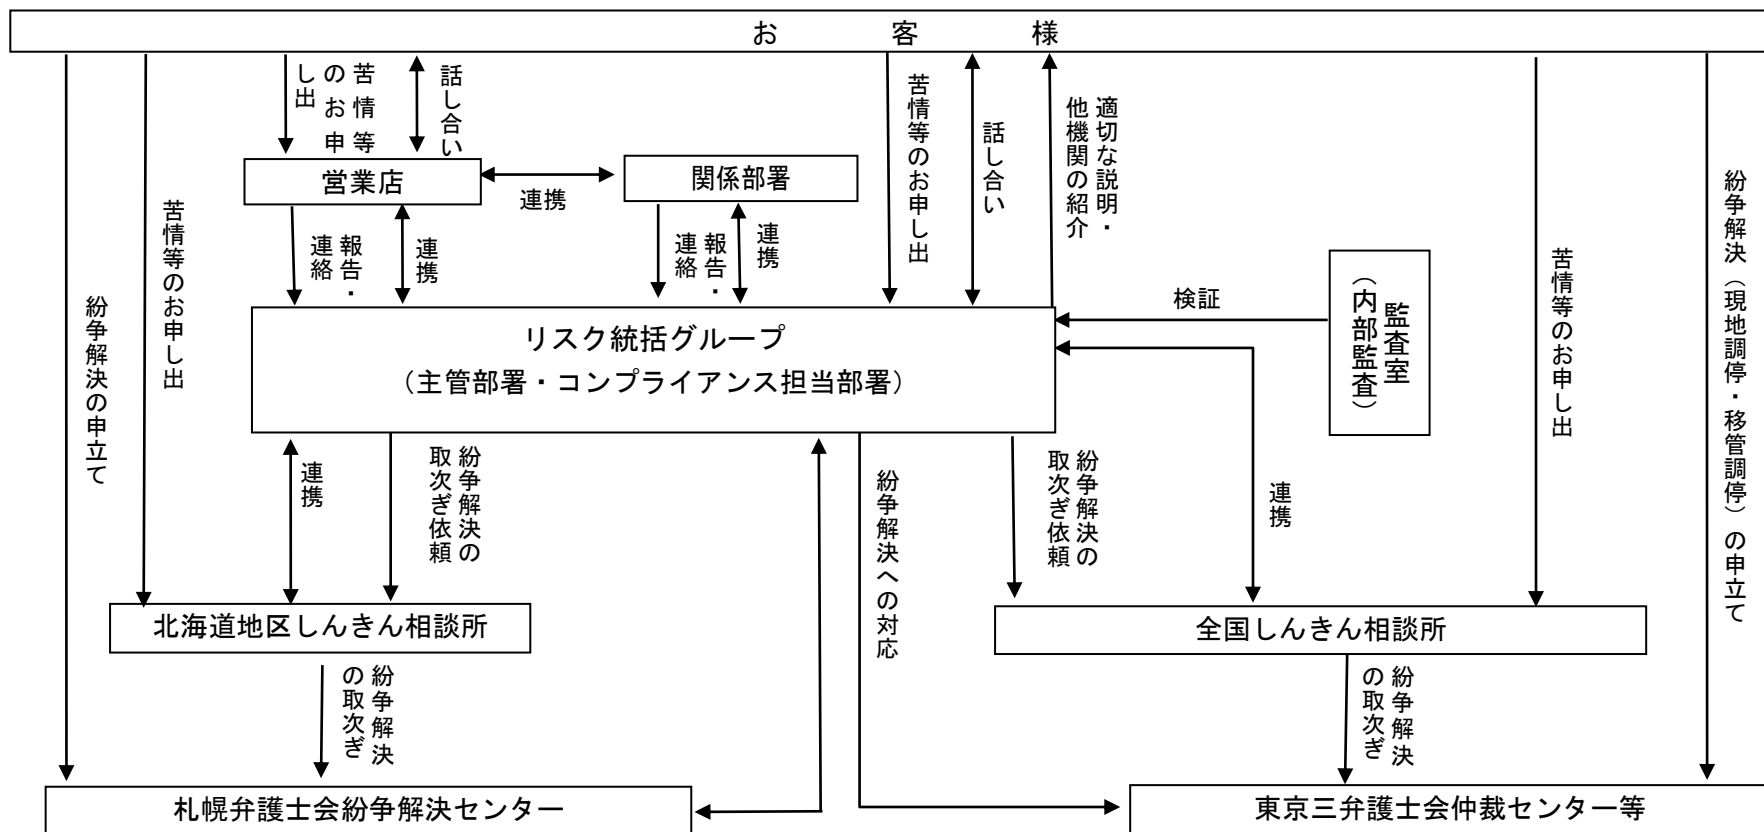 お客様
苦情等
のお申
し出
話し合い
苦情等のお申し出
話し合い
適切な説明・
他機関の紹介
営業店
連携
関係部署
報告・
連絡
連携
報告・
連絡
連携
紛争解決の申立て
苦情等のお申し出
検証
監査室
（内部監査）
苦情等のお申し出
紛争解決（現地調停・移管調停）の申立て
リスク統括グループ
（主管部署・コンプライアンス担当部署）
連携
紛争解決の
取次ぎ依頼
紛争解決への対応
紛争解決の
取次ぎ依頼
連携
北海道地区しんきん相談所
全国しんきん相談所
紛争解決
の取次ぎ
紛争解決
の取次ぎ
札幌弁護士会紛争解決センター
東京三弁護士会仲裁センター等